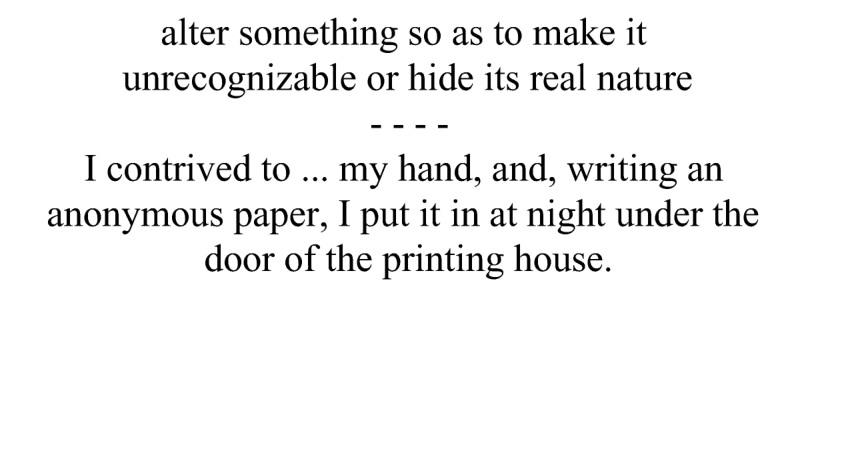 alter something so as to make it
unrecognizable or hide its real nature
- - - -
I contrived to ... my hand, and, writing an
anonymous paper, I put it in at night under the
door of the printing house.